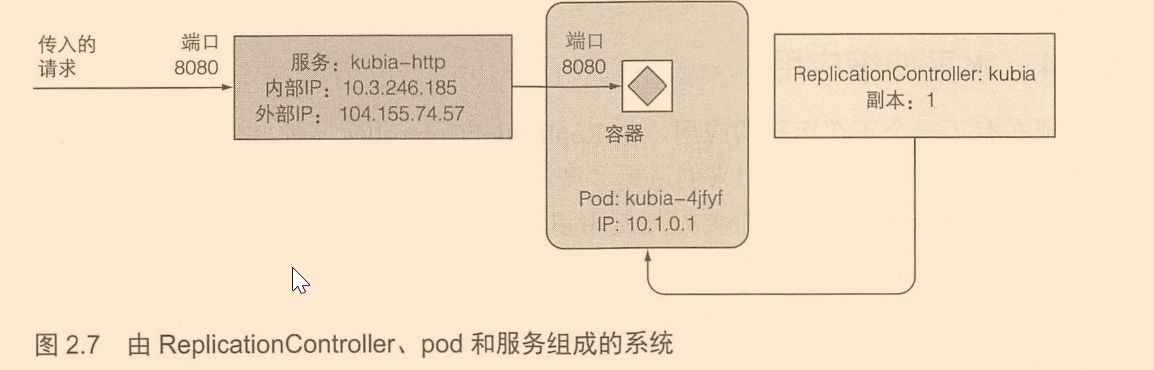 传入的
请求
端口
8080
服务：kubia-http
内部IP：10.3.246.185
外部IP：104.155.74.57
端口
8080
容器
Pod: kubia-4jfyf
IP: 10.1.0.1
ReplicationController: kubia
副本：1
图 2.7 由 ReplicationController、pod 和服务组成的系统